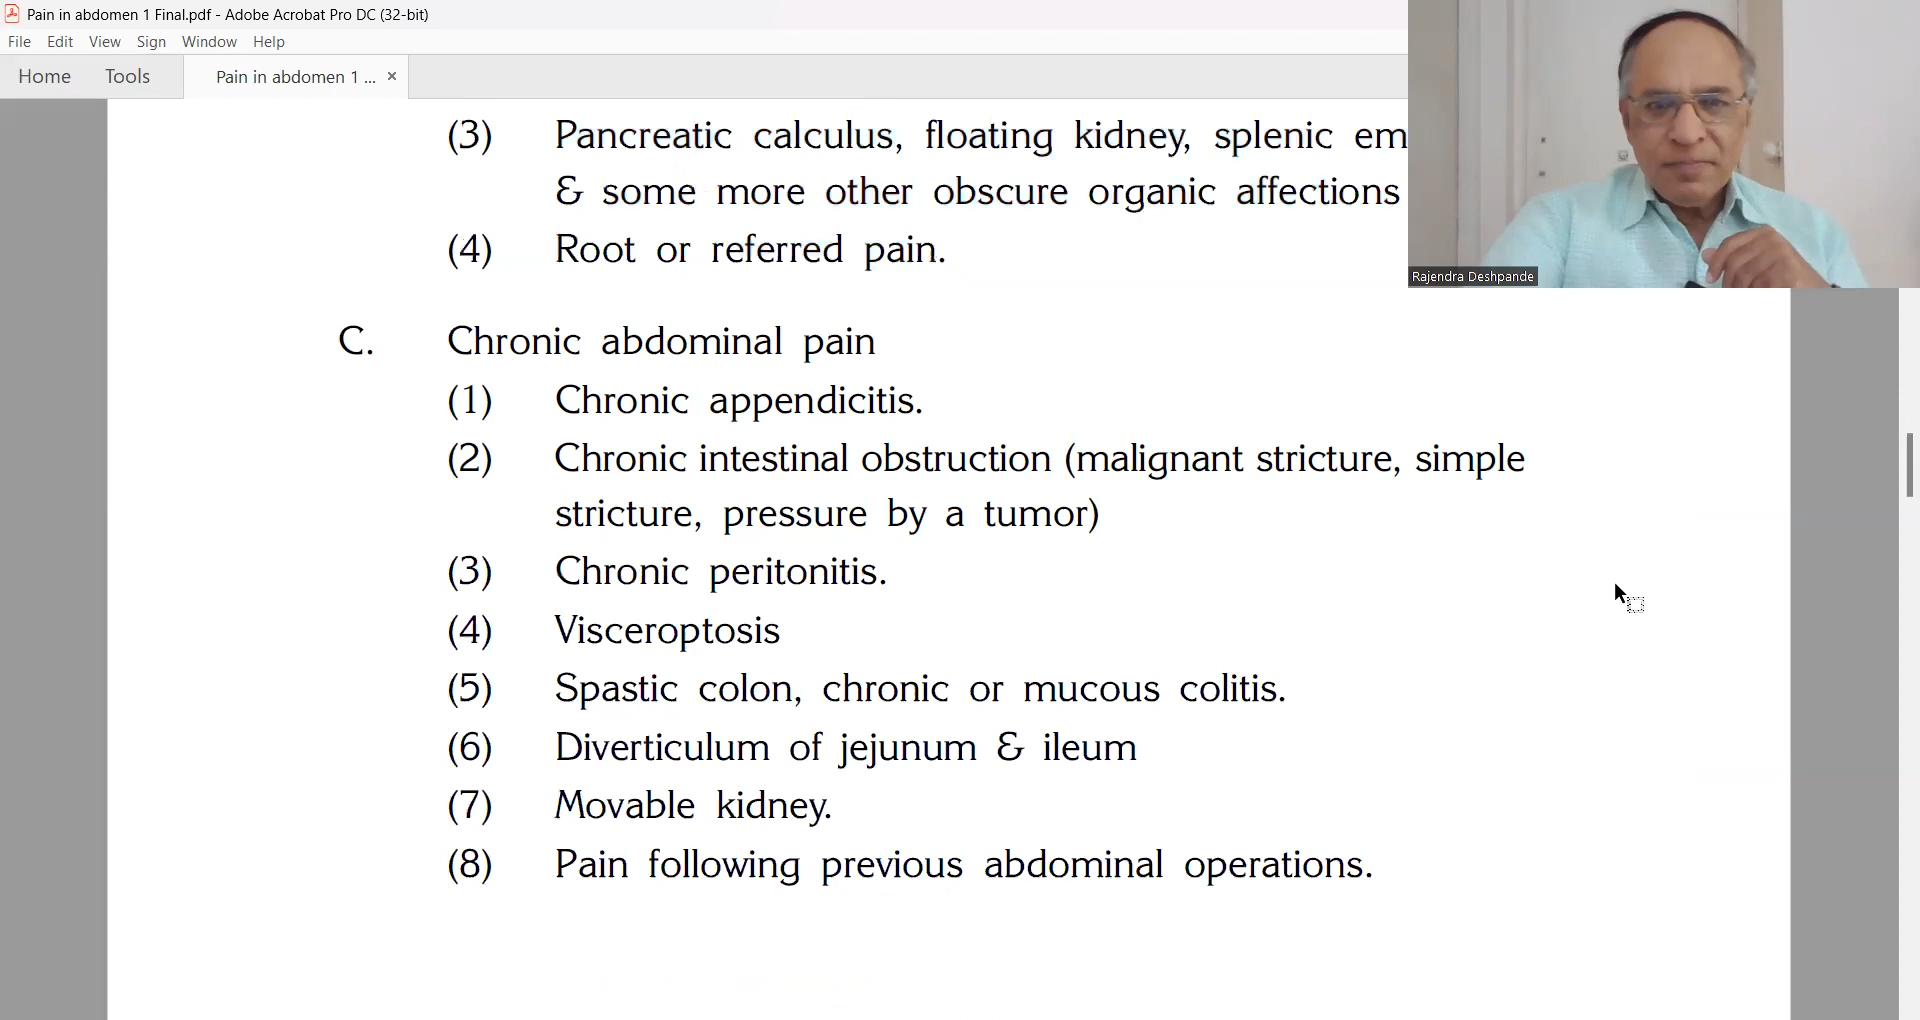 Pain in abdomen 1 Final.pdf - Adobe Acrobat Pro DC (32-bit)
File Edit View Sign Window Help
Home Tools Pain in abdomen 1 ... ×
(3) Pancreatic calculus, floating kidney, splenic em
& some more other obscure organic affections
(4) Root or referred pain.
Rajendra Deshpande
C. Chronic abdominal pain
(1) Chronic appendicitis.
(2) Chronic intestinal obstruction (malignant stricture, simple
stricture, pressure by a tumor)
(3) Chronic peritonitis.
(4) Visceroptosis
(5) Spastic colon, chronic or mucous colitis.
(6) Diverticulum of jejunum & ileum
(7) Movable kidney.
(8) Pain following previous abdominal operations.